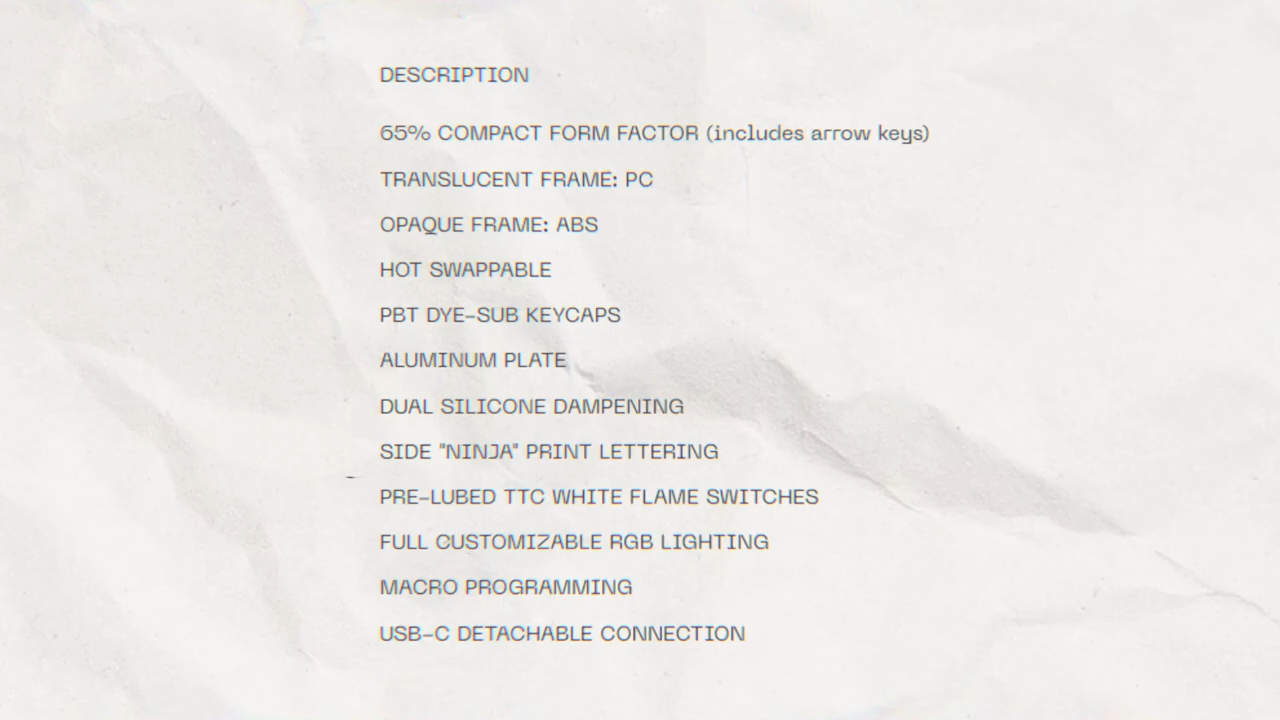 DESCRIPTION
65% COMPACT FORM FACTOR (includes arrow keys)
TRANSLUCENT FRAME: PC
OPAQUE FRAME: ABS
HOT SWAPPABLE
PBT DYE-SUB KEYCAPS
ALUMINUM PLATE
DUAL SILICONE DAMPENING
SIDE "NINJA" PRINT LETTERING
PRE-LUBED TTC WHITE FLAME SWITCHES
FULL CUSTOMIZABLE RGB LIGHTING
MACRO PROGRAMMING
USB-C DETACHABLE CONNECTION